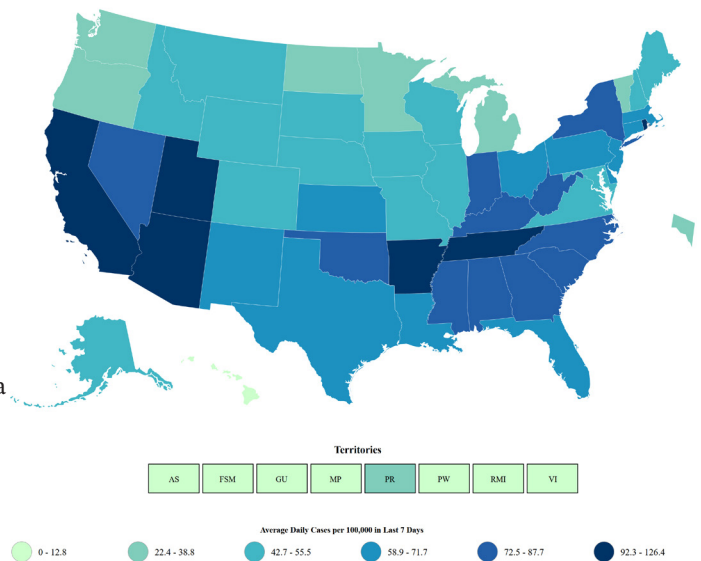 a
Territories
AS FSM GU MP PR PW RMI VI
Average Daily Cases per 100,000 in Last 7 Days
0 - 12.8 22.4 - 38.8 42.7 - 55.5 58.9 - 71.7 72.5 - 87.7 92.3 - 126.4